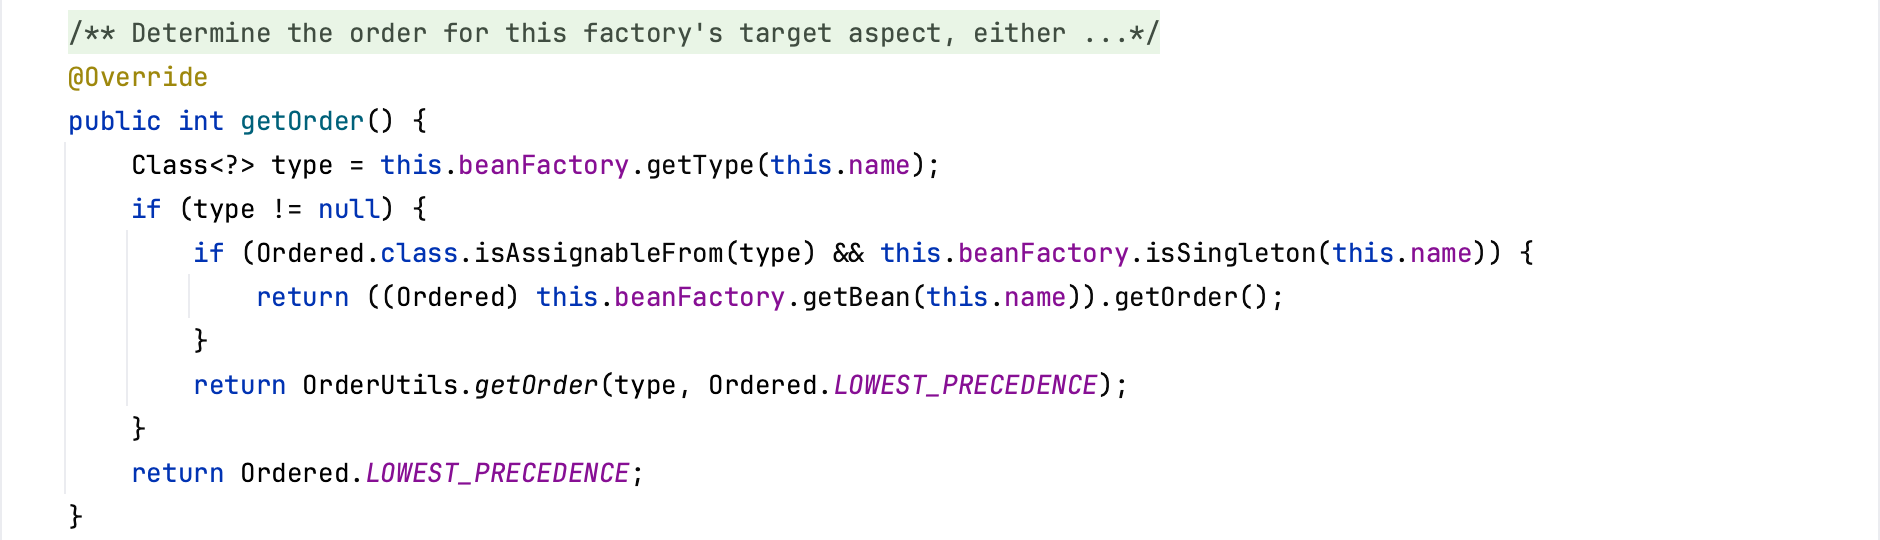 /** Determine the order for this factory's target aspect, either ...*/
@Override
public int getOrder() {
    Class<?> type = this.beanFactory.getType(this.name);
    if (type != null) {
        if (Ordered.class.isAssignableFrom(type) && this.beanFactory.isSingleton(this.name)) {
            return ((Ordered) this.beanFactory.getBean(this.name)).getOrder();
        }
        return OrderUtils.getOrder(type, Ordered.LOWEST_PRECEDENCE);
    }
    return Ordered.LOWEST_PRECEDENCE;
}